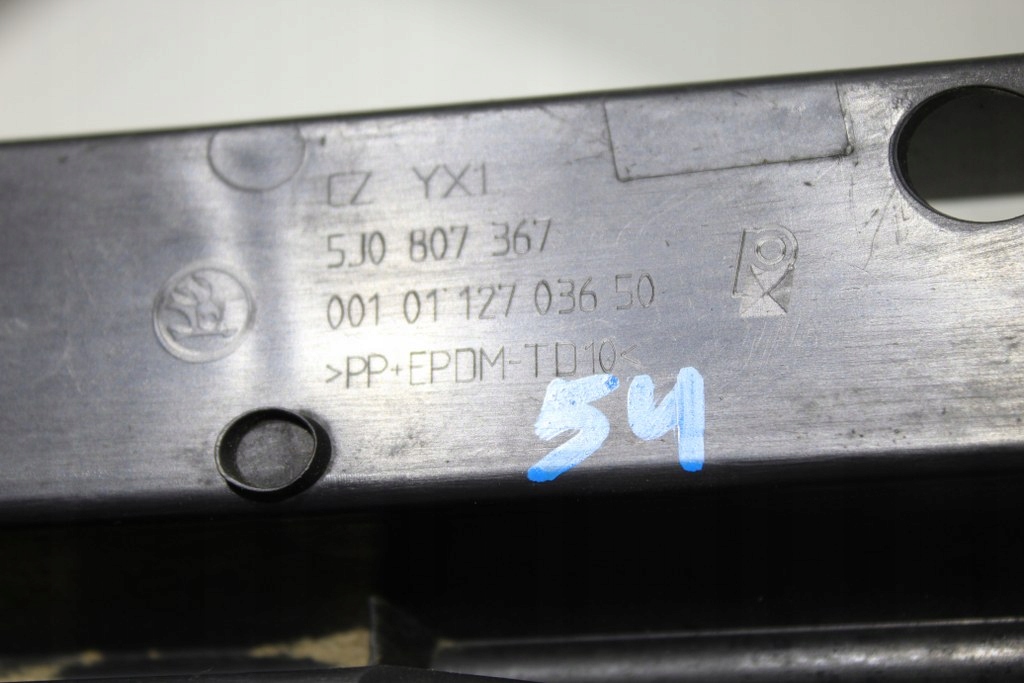 CZ YX1
5J0 807 367
001 01 127 036 50
>PP+EPDM-TD10<
54